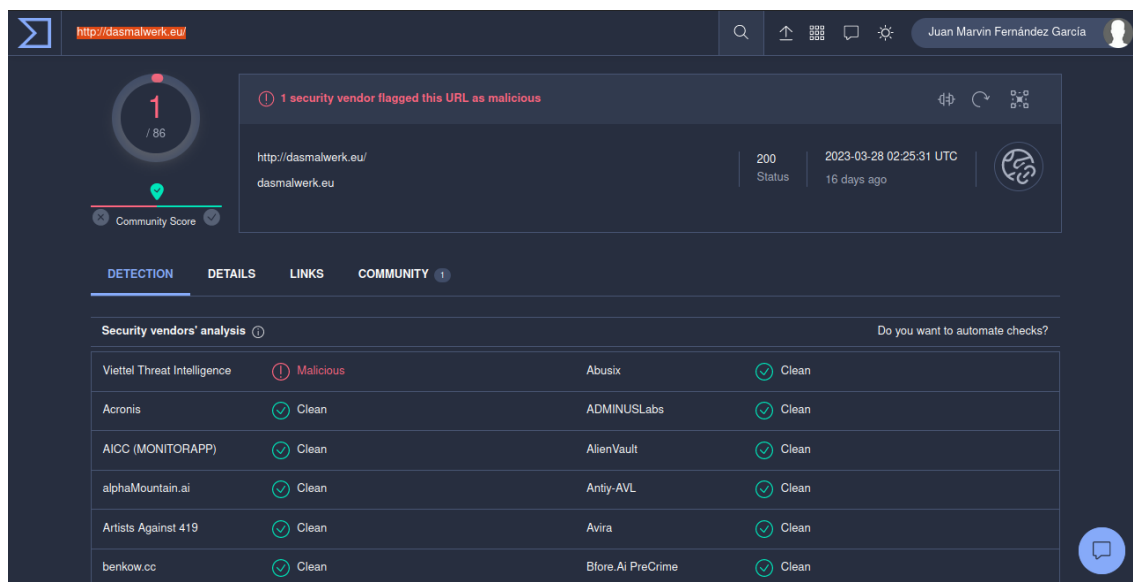 http://dasmalwerk.eu/
Juan Marvin Fernández García
1
/ 86
1 security vendor flagged this URL as malicious
http://dasmalwerk.eu/
dasmalwerk.eu
200
Status
2023-03-28 02:25:31 UTC
16 days ago
Community Score
DETECTION DETAILS LINKS COMMUNITY 1
Security vendors' analysis Do you want to automate checks?
Viettel Threat Intelligence Malicious Abusix Clean
Acronis Clean ADMINUSLabs Clean
AICC (MONITORAPP) Clean AlienVault Clean
alphaMountain.ai Clean Antiy-AVL Clean
Artists Against 419 Clean Avira Clean
benkow.cc Clean Bfore.Ai PreCrime Clean